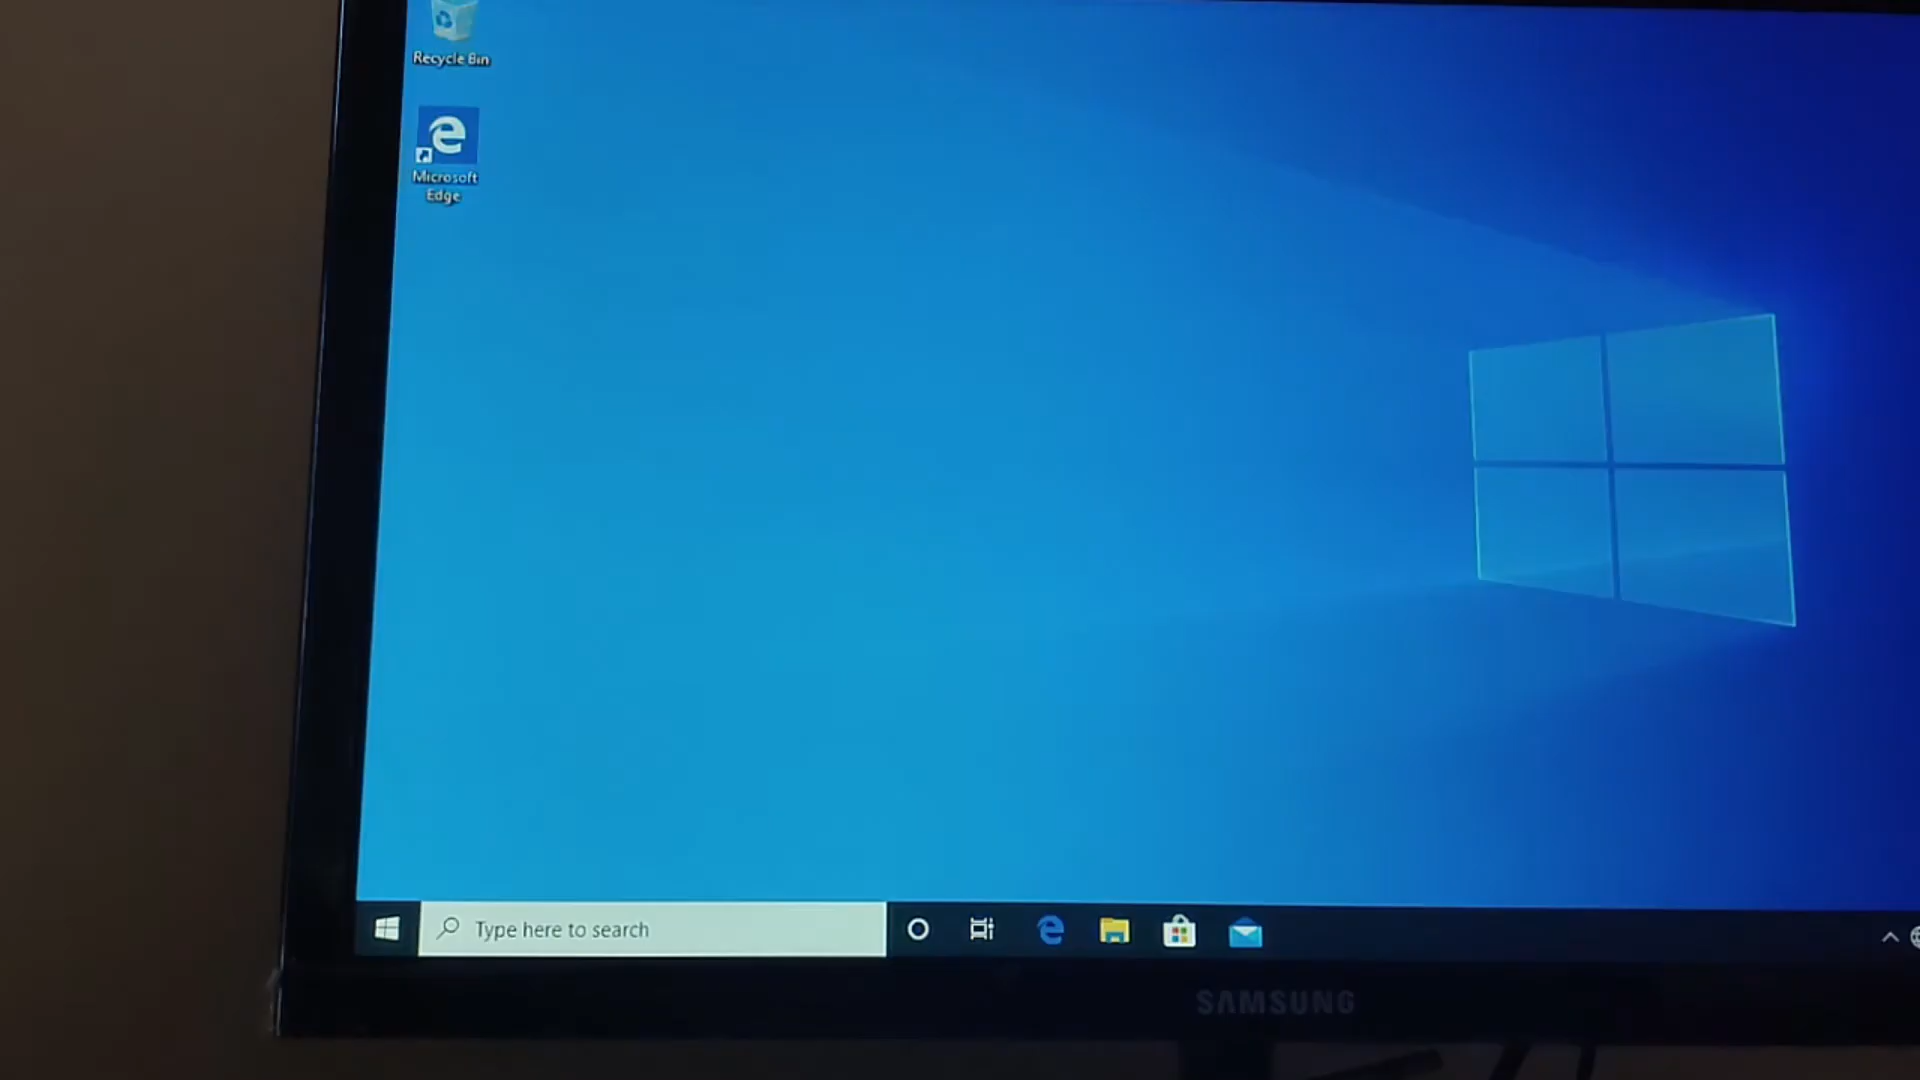 Recycle Bin
Microsoft
Edge
Type here to search
SAMSUNG